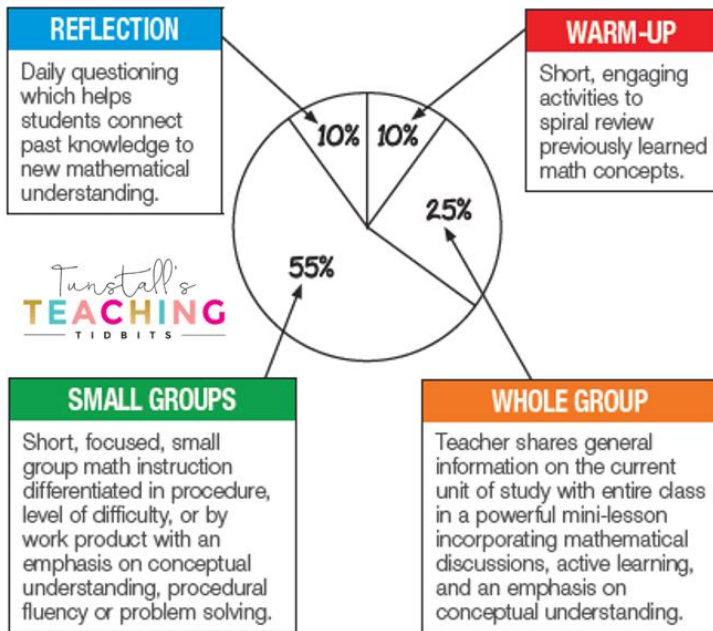 REFLECTION
Daily questioning
which helps
students connect
past knowledge to
new mathematical
understanding.
WARM-UP
Short, engaging
activities to
spiral review
previously learned
math concepts.
10%
10%
25%
55%
Tunstall's
TEACHING
TIDBITS
SMALL GROUPS
Short, focused, small
group math instruction
differentiated in procedure,
level of difficulty, or by
work product with an
emphasis on conceptual
understanding, procedural
fluency or problem solving.
WHOLE GROUP
Teacher shares general
information on the current
unit of study with entire class
in a powerful mini-lesson
incorporating mathematical
discussions, active learning,
and an emphasis on
conceptual understanding.